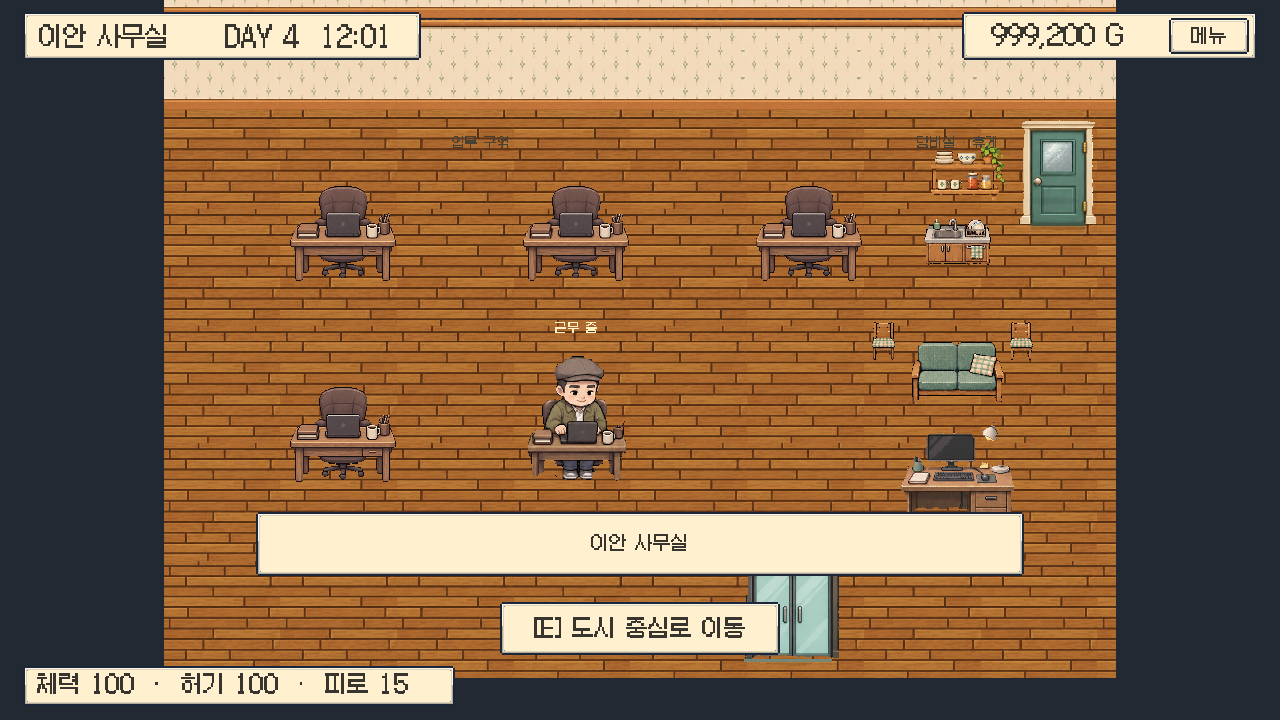 이안 사무실 DAY 4 12:01
999,200 G 메뉴
업무 구역
탕비실 · 휴게
근무 중
이안 사무실
[E] 도시 중심로 이동
체력 100 · 허기 100 · 피로 15